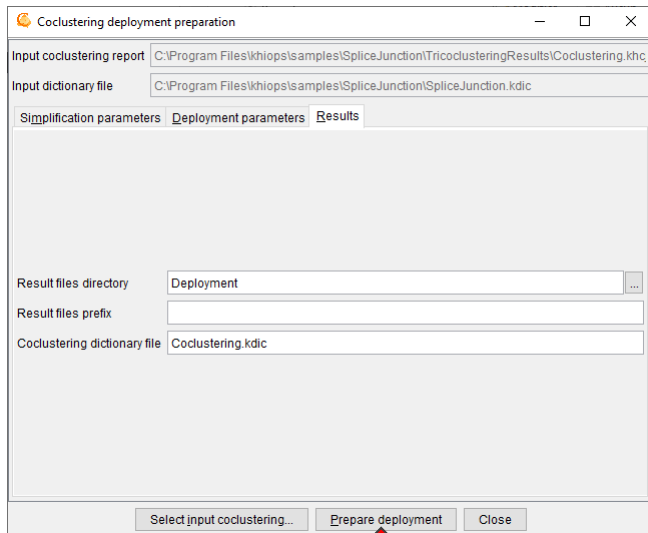 Coclustering deployment preparation
Input coclustering report C:\Program Files\khiops\samples\SpliceJunction\TricoclusteringResults\Coclustering.khc
Input dictionary file C:\Program Files\khiops\samples\SpliceJunction\SpliceJunction.kdic
Simplification parameters Deployment parameters Results
Result files directory Deployment ...
Result files prefix
Coclustering dictionary file Coclustering.kdic
Select input coclustering... Prepare deployment Close